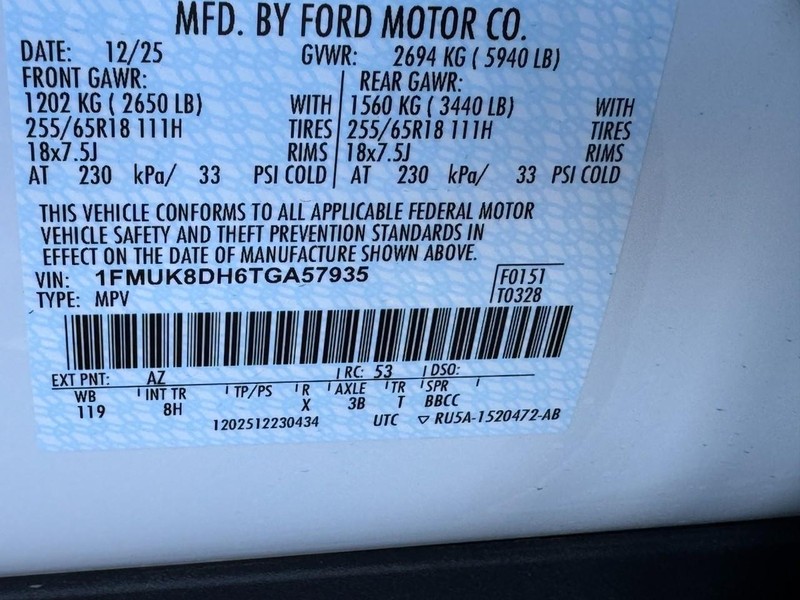 MFD. BY FORD MOTOR CO.
DATE: 12/25 GVWR: 2694 KG ( 5940 LB)
FRONT GAWR: REAR GAWR:
1202 KG ( 2650 LB) WITH 1560 KG ( 3440 LB) WITH
255/65R18 111H TIRES 255/65R18 111H TIRES
18x7.5J RIMS 18x7.5J RIMS
AT 230 kPa/ 33 PSI COLD AT 230 kPa/ 33 PSI COLD
THIS VEHICLE CONFORMS TO ALL APPLICABLE FEDERAL MOTOR
VEHICLE SAFETY AND THEFT PREVENTION STANDARDS IN
EFFECT ON THE DATE OF MANUFACTURE SHOWN ABOVE.
VIN: 1FMUK8DH6TGA57935 F0151
TYPE: MPV T0328
EXT PNT: AZ RC: 53 DSO:
WB INT TR TP/PS R AXLE TR SPR
119 8H X 3B T BBCC
1202512230434 UTC ▽ RU5A-1520472-AB